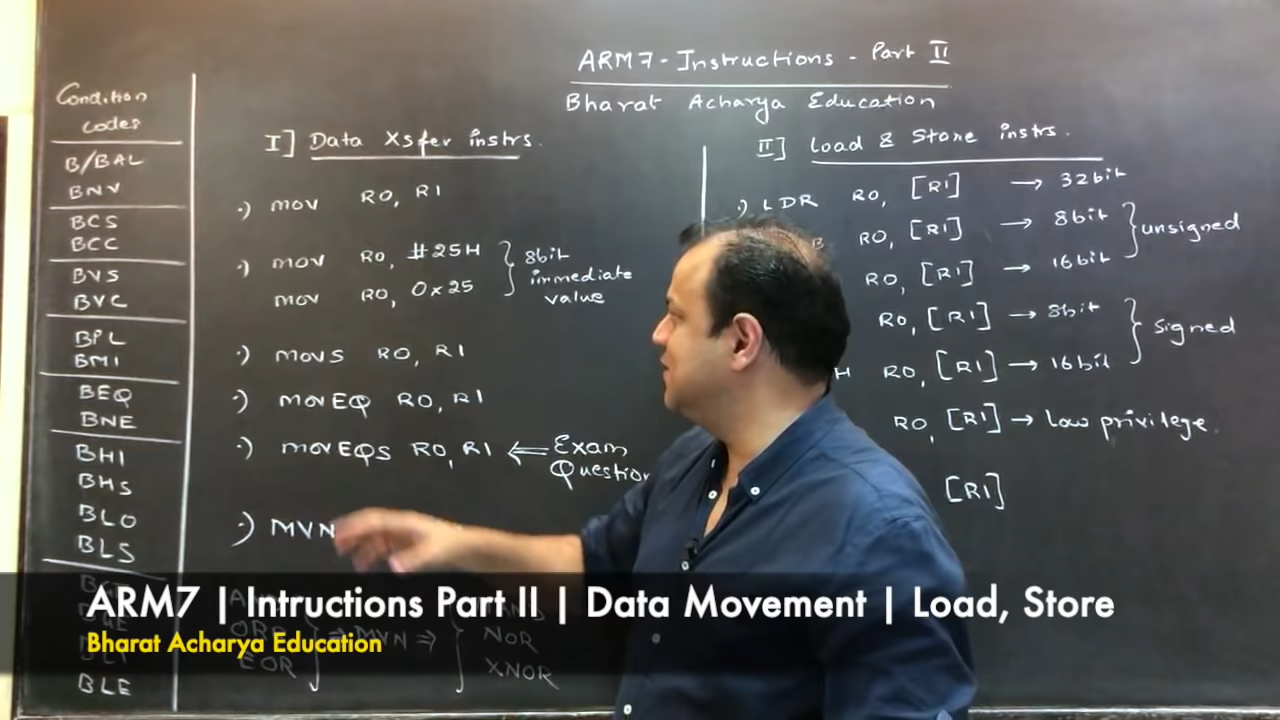 ARM7 - Instructions - Part II
Bharat Acharya Education
Condition
codes
B/BAL
BNV
BCS
BCC
BVS
BVC
BPL
BMI
BEQ
BNE
BHI
BHS
BLO
BLS
BLE
I] Data Xsfer instrs.
·) MOV R0, R1
·) MOV R0, #25H
MOV R0, 0x25
8bit
immediate
value
·) MOVS R0, R1
·) MOVEQ R0, R1
·) MOVEQS R0, R1 ⇐ Exam
Question
·) MVN
ORR
EOR
⇒ MVN ⇒
NOR
XNOR
II] Load & Store instrs.
·) LDR R0, [R1] → 32bit
B R0, [R1] → 8bit
R0, [R1] → 16bit
unsigned
R0, [R1] → 8bit
H R0, [R1] → 16bit
signed
R0, [R1] → low privilege.
[R1]
ARM7 | Intructions Part II | Data Movement | Load, Store
Bharat Acharya Education